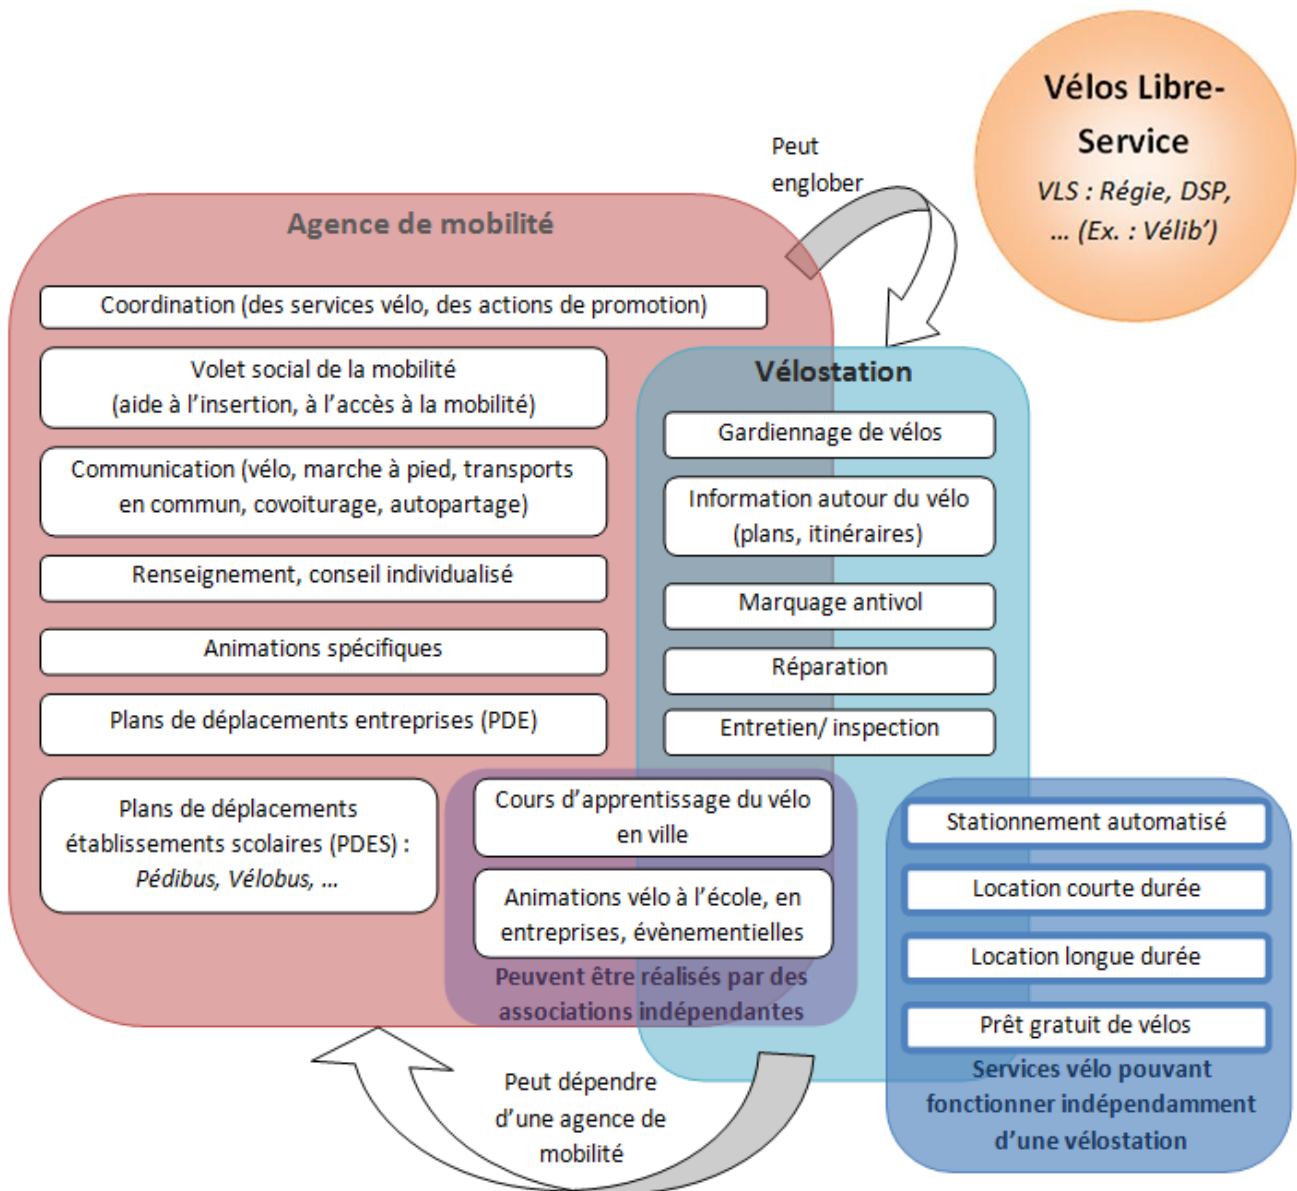 Vélos Libre-
Service
VLS : Régie, DSP,
... (Ex. : Vélib’)
Peut
englober
Agence de mobilité
Coordination (des services vélo, des actions de promotion)
Volet social de la mobilité
(aide à l’insertion, à l’accès à la mobilité)
Communication (vélo, marche à pied, transports
en commun, covoiturage, autopartage)
Renseignement, conseil individualisé
Animations spécifiques
Plans de déplacements entreprises (PDE)
Plans de déplacements
établissements scolaires (PDES) :
Pédibus, Vélobus, ...
Vélostation
Gardiennage de vélos
Information autour du vélo
(plans, itinéraires)
Marquage antivol
Réparation
Entretien/ inspection
Cours d’apprentissage du vélo
en ville
Animations vélo à l’école, en
entreprises, évènementielles
Peuvent être réalisés par des
associations indépendantes
Stationnement automatisé
Location courte durée
Location longue durée
Prêt gratuit de vélos
Services vélo pouvant
fonctionner indépendamment
d’une vélostation
Peut dépendre
d’une agence de
mobilité